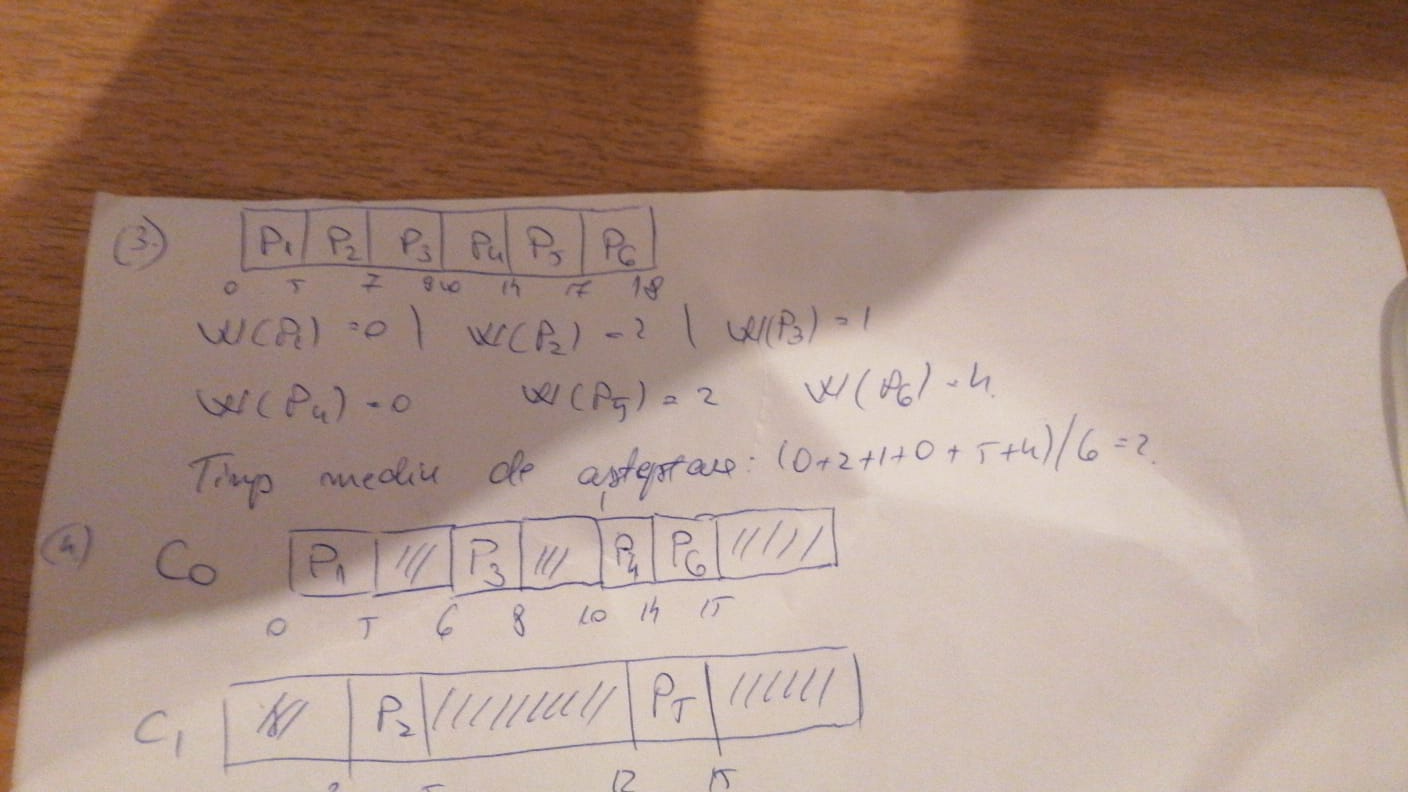 (3.) P1 P2 P3 P4 P5 P6
0 5 7 9 10 14 17 18
W(P1) = 0 | W(P2) = 2 | W(P3) = 1
W(P4) = 0 W(P5) = 2 W(P6) = 4.
Timp mediu de așteptare: (0+2+1+0+5+4)/6 = 2.
(4) C0 P1 P3 P4 P6
0 5 6 8 10 14 15
C1 P2 P5
12 15